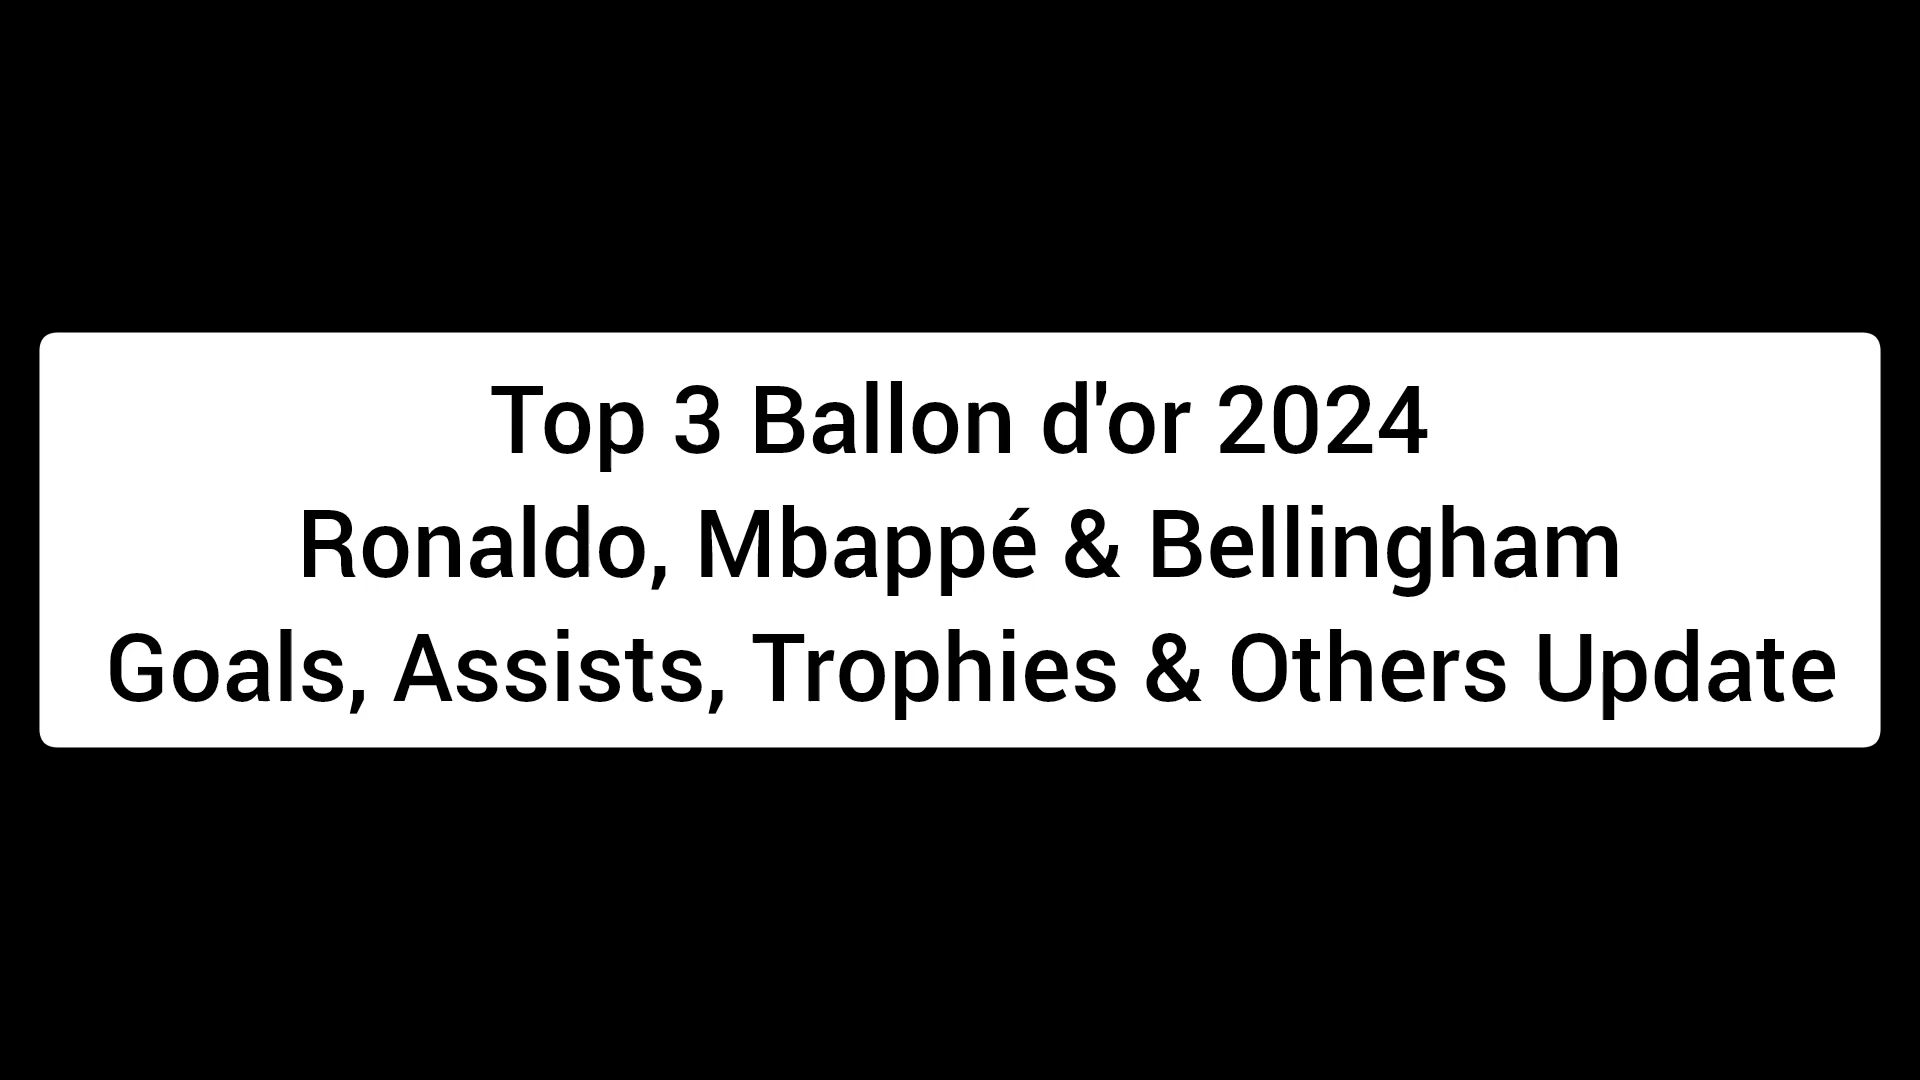 Top 3 Ballon d'or 2024
Ronaldo, Mbappé & Bellingham
Goals, Assists, Trophies & Others Update